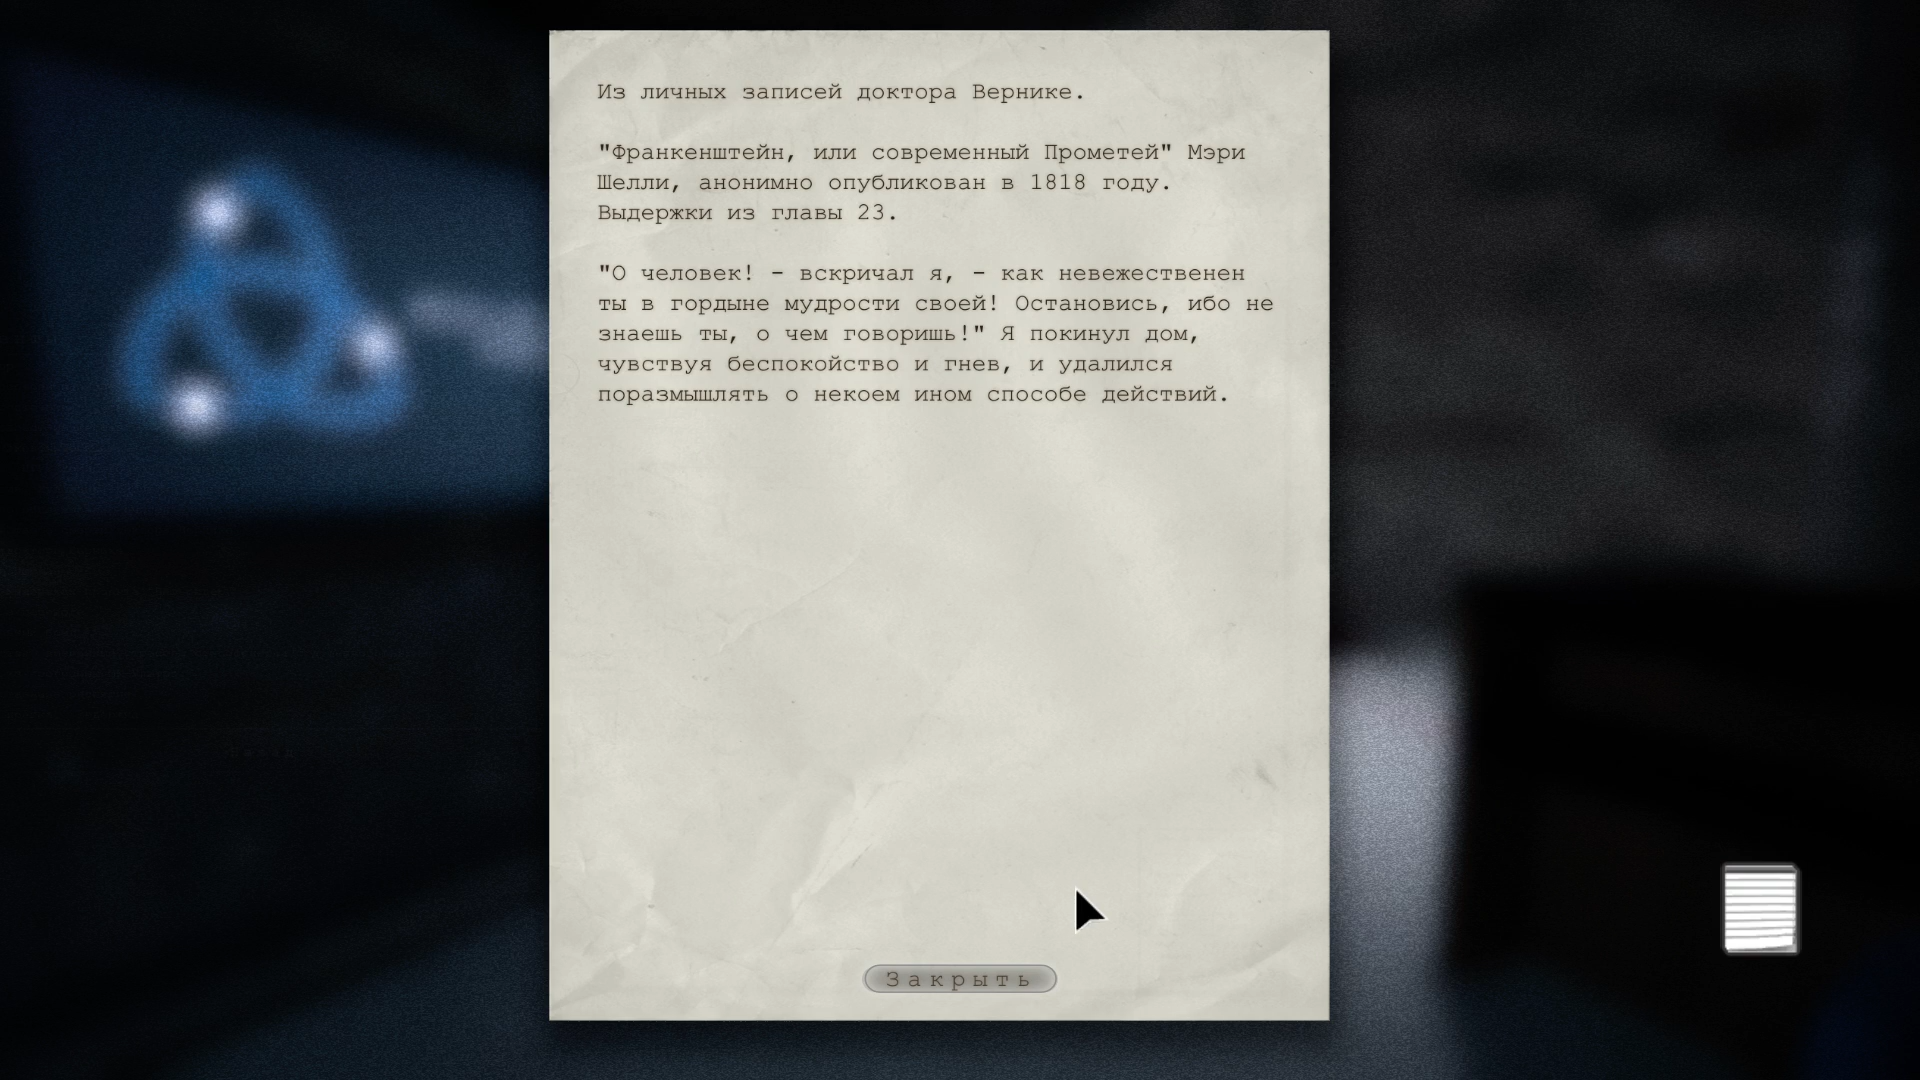 Из личных записей доктора Вернике.
"Франкенштейн, или современный Прометей" Мэри
Шелли, анонимно опубликован в 1818 году.
Выдержки из главы 23.
"О человек! - вскричал я, - как невежественен
ты в гордыне мудрости своей! Остановись, ибо не
знаешь ты, о чем говоришь!" Я покинул дом,
чувствуя беспокойство и гнев, и удалился
поразмышлять о некоем ином способе действий.
Закрыть